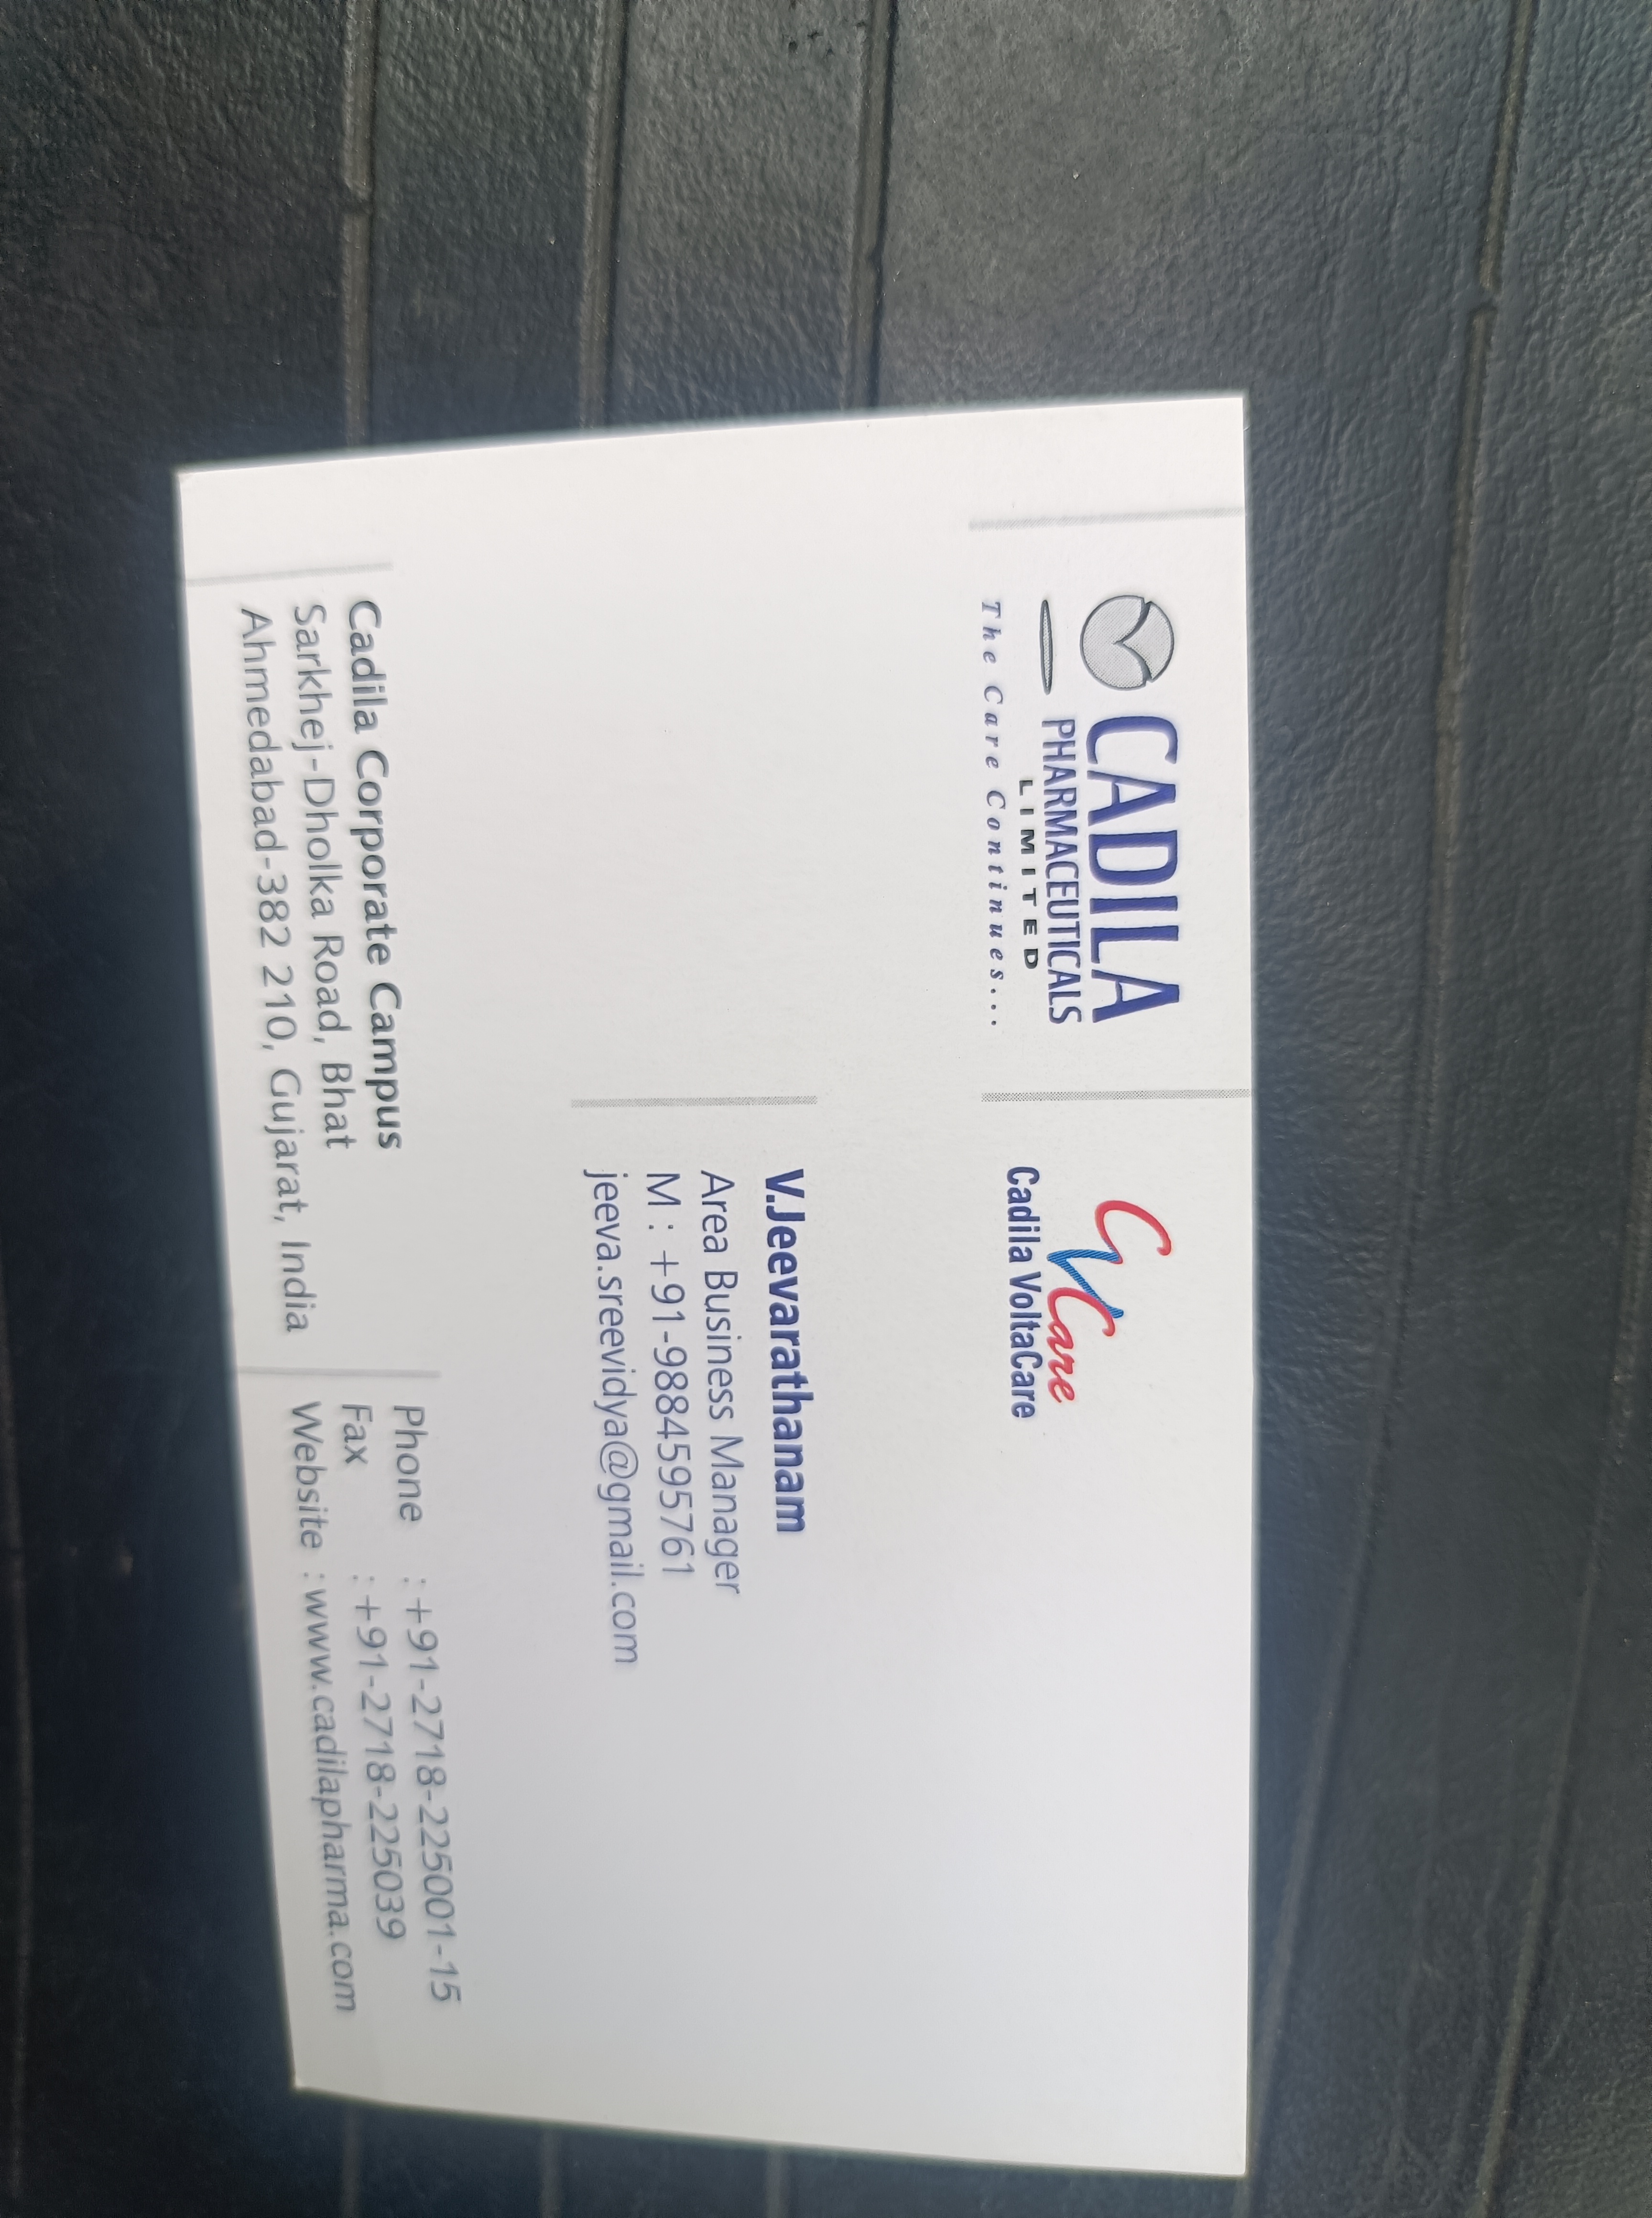 CADILA
PHARMACEUTICALS
LIMITED
The Care Continues...
CVCare
Cadila VoltaCare
V.Jeevarathanam
Area Business Manager
M : +91-9884595761
jeeva.sreevidya@gmail.com
Cadila Corporate Campus
Sarkhej-Dholka Road, Bhat
Ahmedabad-382 210, Gujarat, India
Phone : +91-2718-225001-15
Fax : +91-2718-225039
Website : www.cadilapharma.com